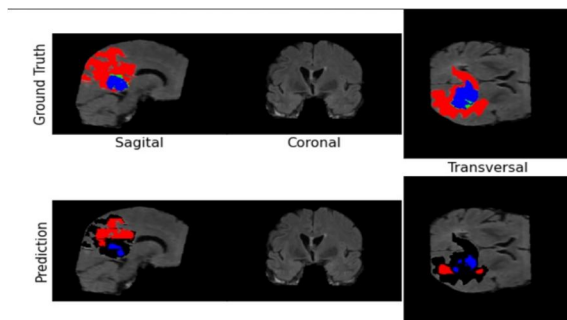 Ground Truth
Sagital
Coronal
Transversal
Prediction